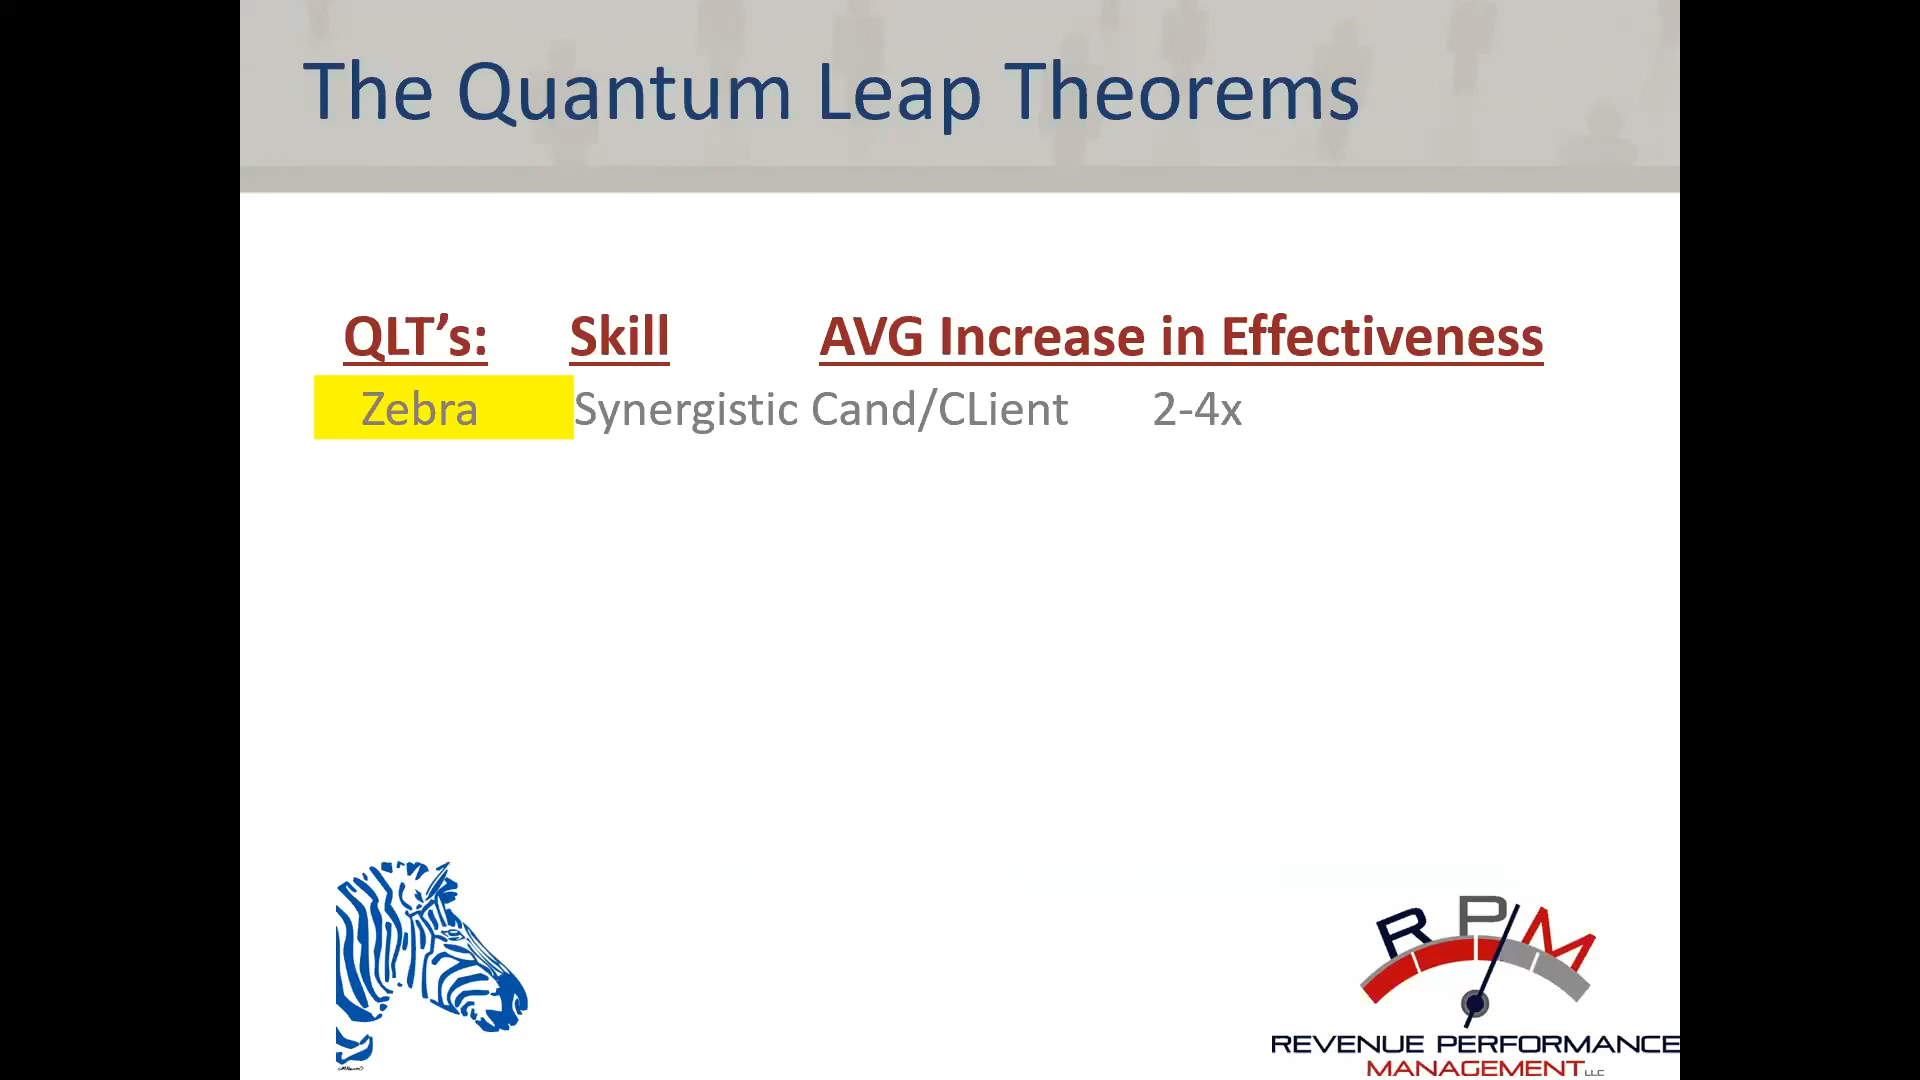 The Quantum Leap Theorems
QLT’s: Skill AVG Increase in Effectiveness
Zebra Synergistic Cand/CLient 2-4x
RPM
REVENUE PERFORMANCE
MANAGEMENT LLC